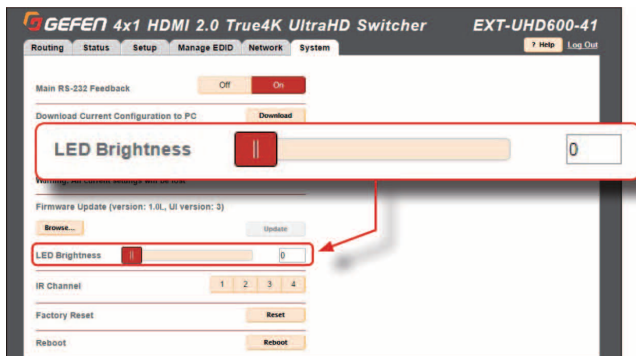 GEFEN 4x1 HDMI 2.0 True4K UltraHD Switcher EXT-UHD600-41
Routing Status Setup Manage EDID Network System ? Help Log Out
Main RS-232 Feedback Off On
Download Current Configuration to PC Download
LED Brightness 0
Warning: All current settings will be lost
Firmware Update (version: 1.0L, UI version: 3)
Browse... Update
LED Brightness 0
IR Channel 1 2 3 4
Factory Reset Reset
Reboot Reboot